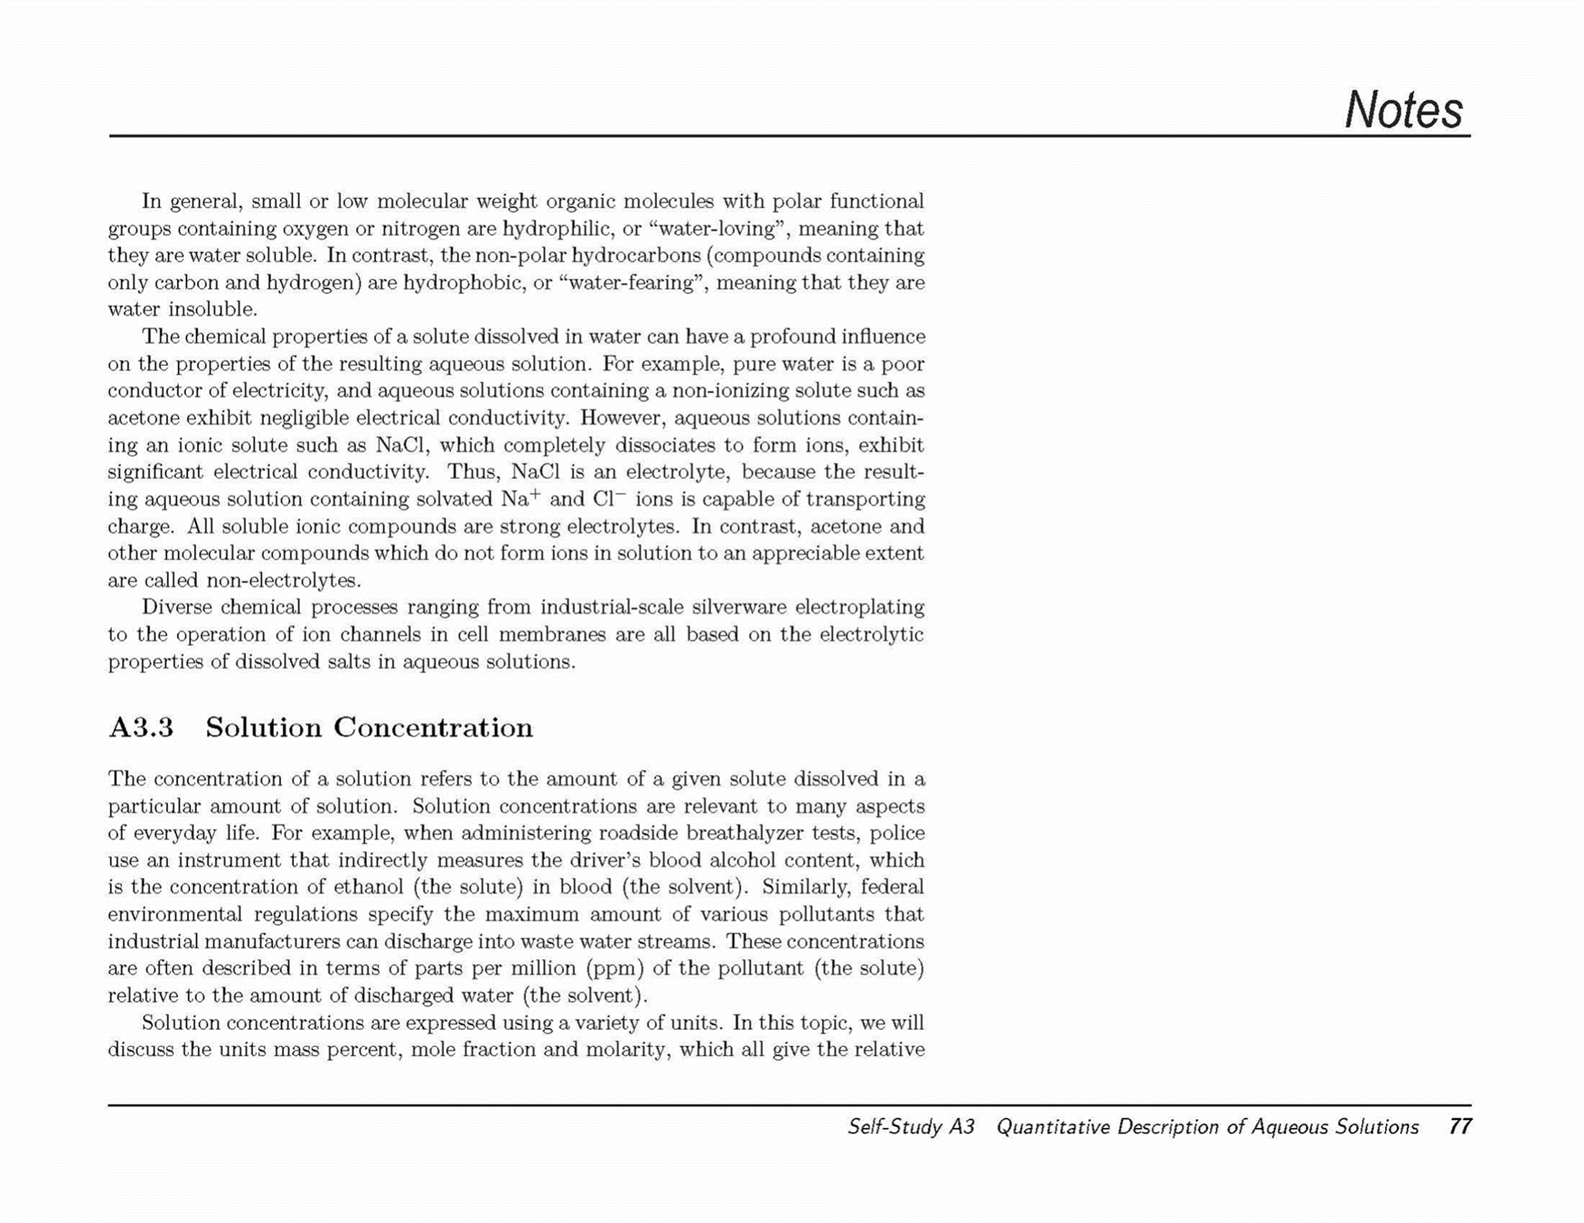 Notes
In general, small or low molecular weight organic molecules with polar functional
groups containing oxygen or nitrogen are hydrophilic, or “water-loving”, meaning that
they are water soluble. In contrast, the non-polar hydrocarbons (compounds containing
only carbon and hydrogen) are hydrophobic, or “water-fearing”, meaning that they are
water insoluble.
The chemical properties of a solute dissolved in water can have a profound influence
on the properties of the resulting aqueous solution. For example, pure water is a poor
conductor of electricity, and aqueous solutions containing a non-ionizing solute such as
acetone exhibit negligible electrical conductivity. However, aqueous solutions contain-
ing an ionic solute such as NaCl, which completely dissociates to form ions, exhibit
significant electrical conductivity. Thus, NaCl is an electrolyte, because the result-
ing aqueous solution containing solvated Na⁺ and Cl⁻ ions is capable of transporting
charge. All soluble ionic compounds are strong electrolytes. In contrast, acetone and
other molecular compounds which do not form ions in solution to an appreciable extent
are called non-electrolytes.
Diverse chemical processes ranging from industrial-scale silverware electroplating
to the operation of ion channels in cell membranes are all based on the electrolytic
properties of dissolved salts in aqueous solutions.
A3.3 Solution Concentration
The concentration of a solution refers to the amount of a given solute dissolved in a
particular amount of solution. Solution concentrations are relevant to many aspects
of everyday life. For example, when administering roadside breathalyzer tests, police
use an instrument that indirectly measures the driver’s blood alcohol content, which
is the concentration of ethanol (the solute) in blood (the solvent). Similarly, federal
environmental regulations specify the maximum amount of various pollutants that
industrial manufacturers can discharge into waste water streams. These concentrations
are often described in terms of parts per million (ppm) of the pollutant (the solute)
relative to the amount of discharged water (the solvent).
Solution concentrations are expressed using a variety of units. In this topic, we will
discuss the units mass percent, mole fraction and molarity, which all give the relative
Self-Study A3 Quantitative Description of Aqueous Solutions 77